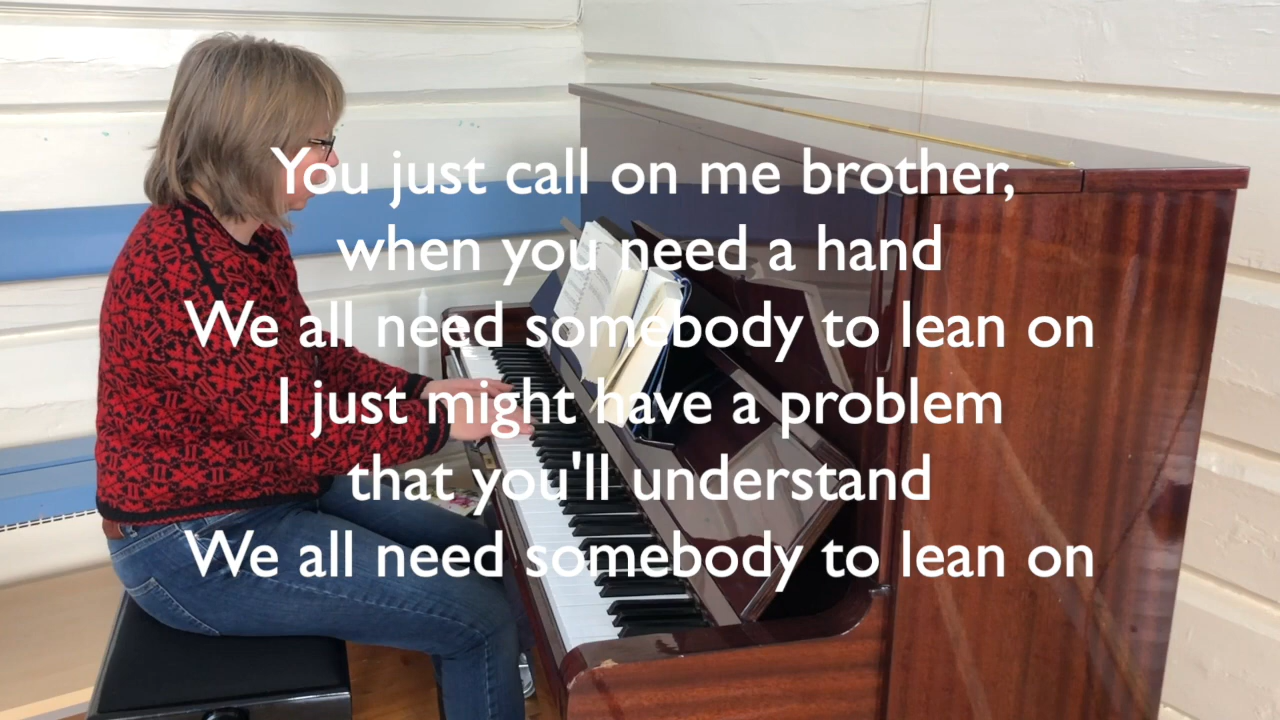 You just call on me brother,
when you need a hand
We all need somebody to lean on
I just might have a problem
that you'll understand
We all need somebody to lean on